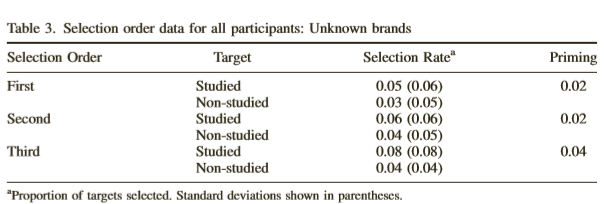 Table 3. Selection order data for all participants: Unknown brands
Selection Order Target Selection Rateᵃ Priming
First Studied 0.05 (0.06) 0.02
Non-studied 0.03 (0.05)
Second Studied 0.06 (0.06) 0.02
Non-studied 0.04 (0.05)
Third Studied 0.08 (0.08) 0.04
Non-studied 0.04 (0.04)
ᵃProportion of targets selected. Standard deviations shown in parentheses.